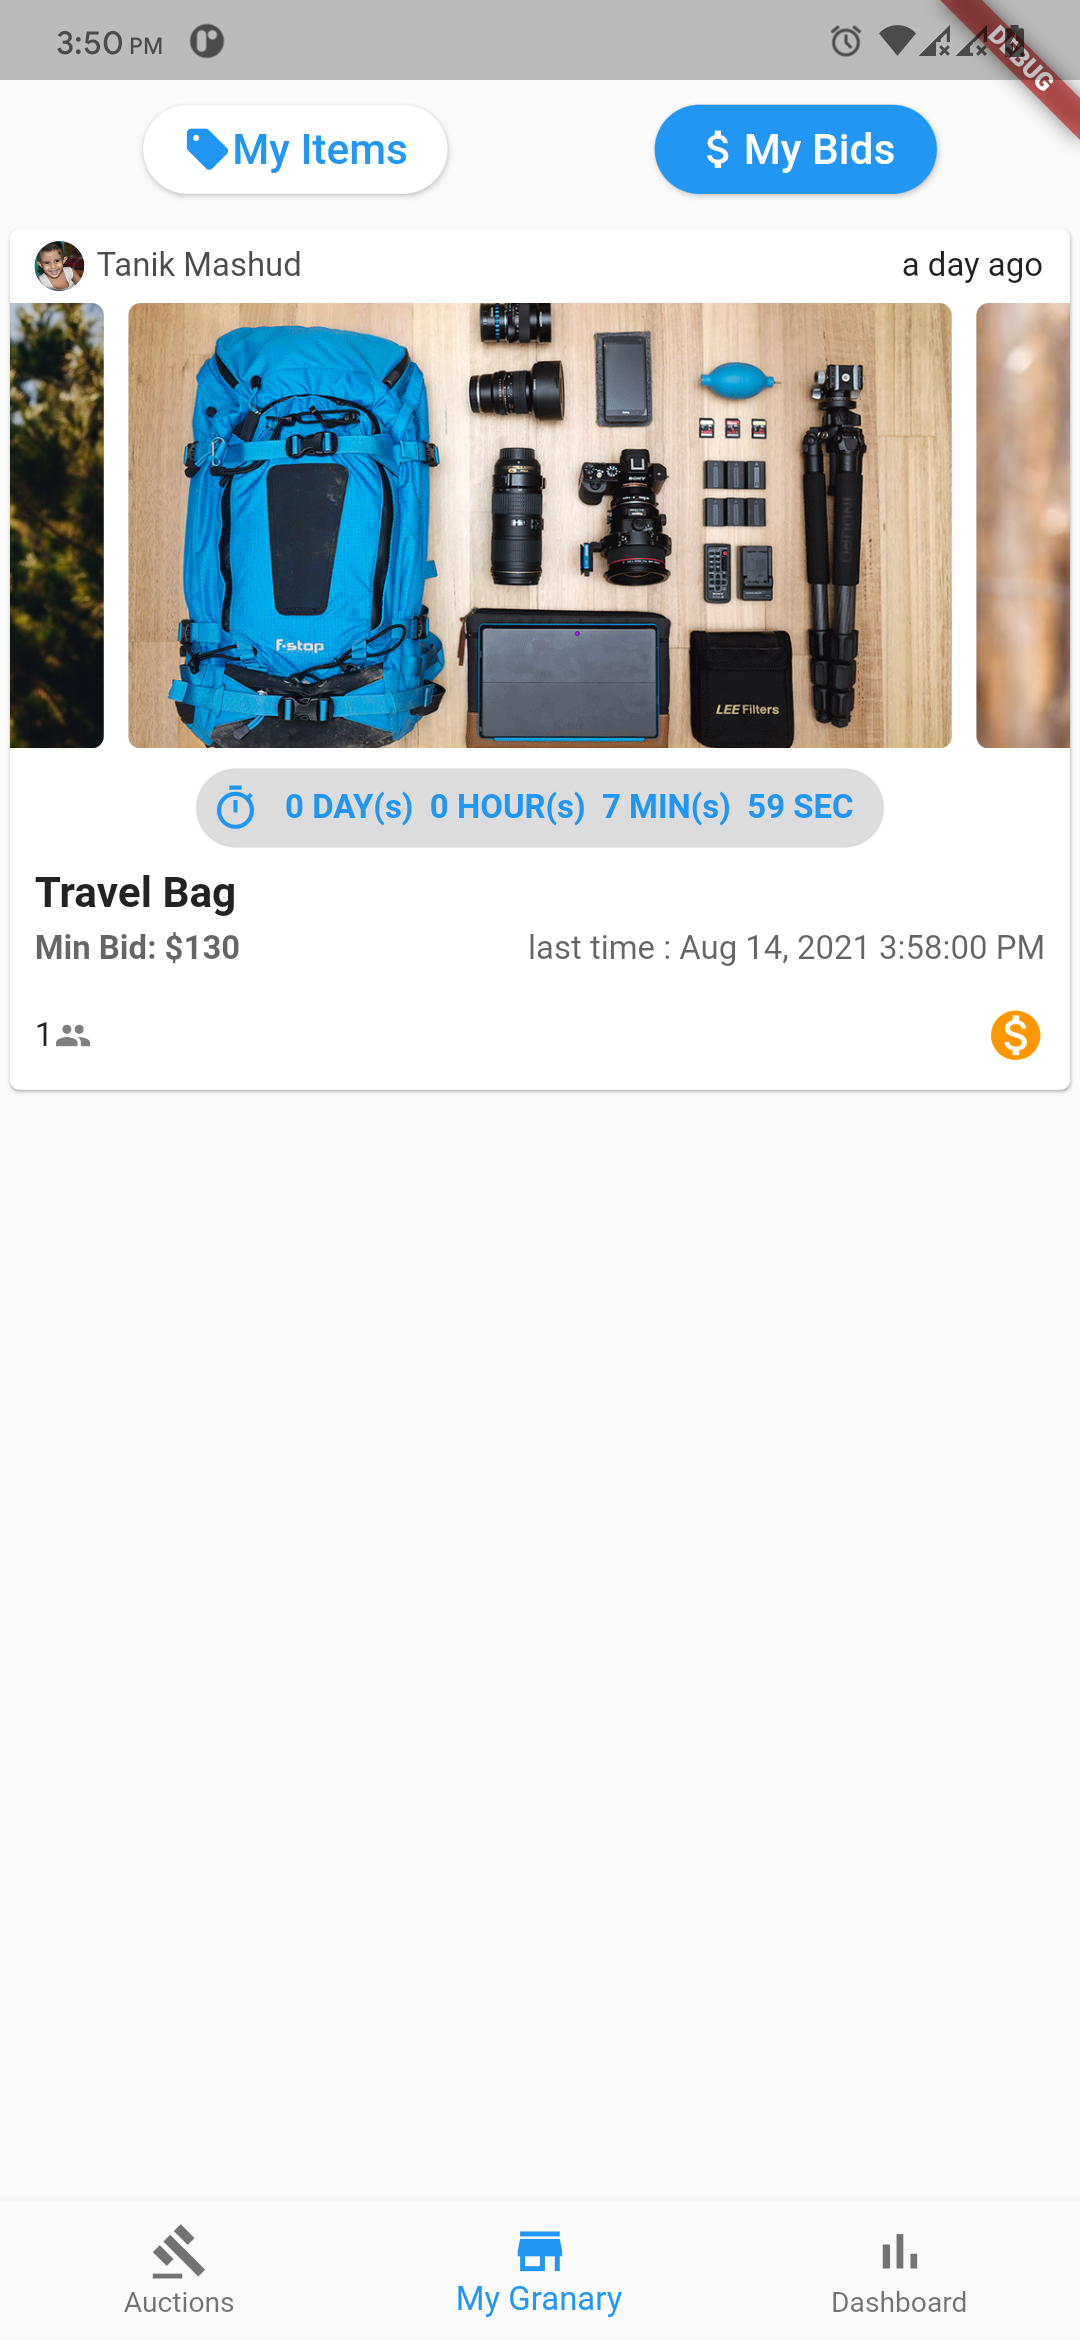 3:50 PM
DEBUG
My Items
$ My Bids
Tanik Mashud
a day ago
f-stop
SONY
LEE Filters
0 DAY(s) 0 HOUR(s) 7 MIN(s) 59 SEC
Travel Bag
Min Bid: $130
last time : Aug 14, 2021 3:58:00 PM
1
Auctions
My Granary
Dashboard